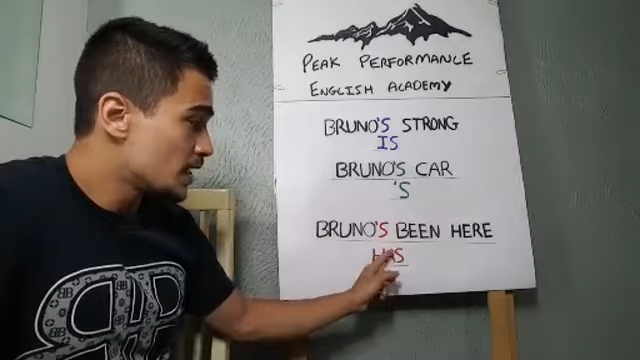 PEAK PERFORMANCE
ENGLISH ACADEMY
BRUNO'S STRONG
IS
BRUNO'S CAR
'S
BRUNO'S BEEN HERE
HAS